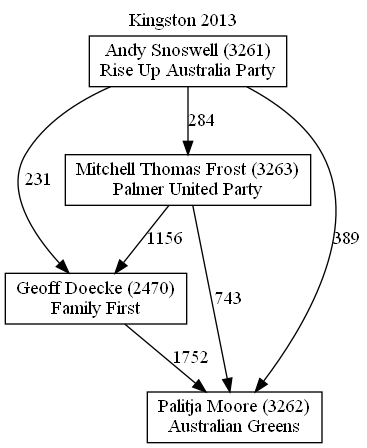 Kingston 2013
Andy Snoswell (3261)
Rise Up Australia Party
284
Mitchell Thomas Frost (3263)
Palmer United Party
231
1156
389
743
Geoff Doecke (2470)
Family First
1752
Palitja Moore (3262)
Australian Greens